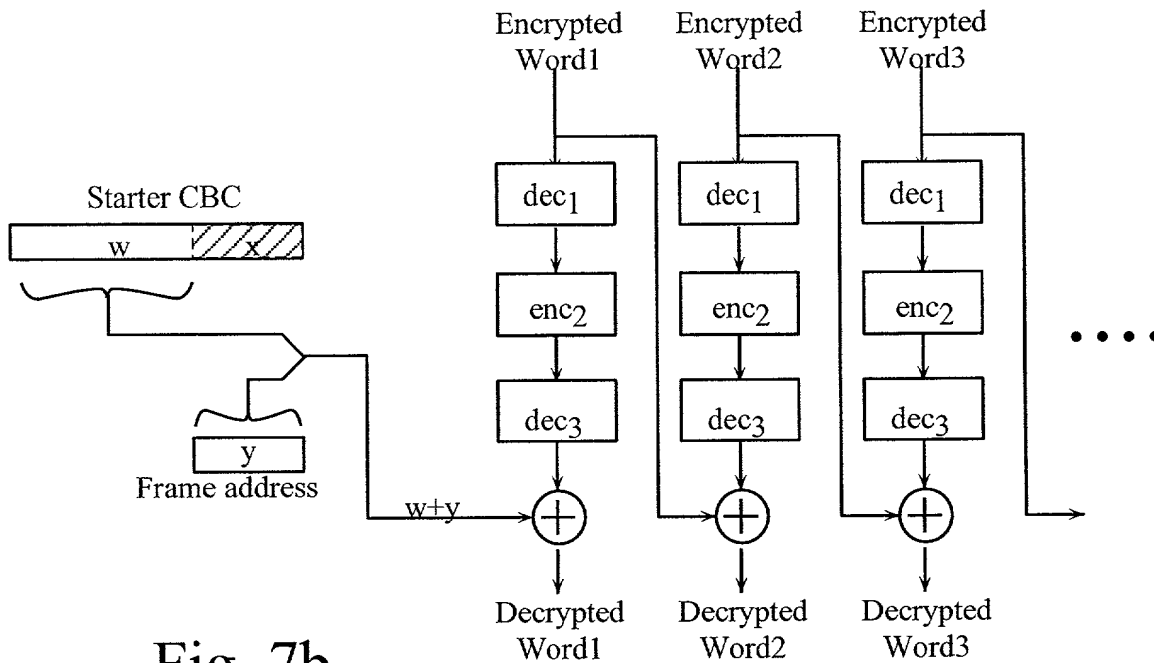 Encrypted
Word1
Encrypted
Word2
Encrypted
Word3
Starter CBC
w
x
dec1
dec1
dec1
enc2
enc2
enc2
dec3
dec3
dec3
y
Frame address
w+y
Decrypted
Word1
Decrypted
Word2
Decrypted
Word3
Fig. 7b